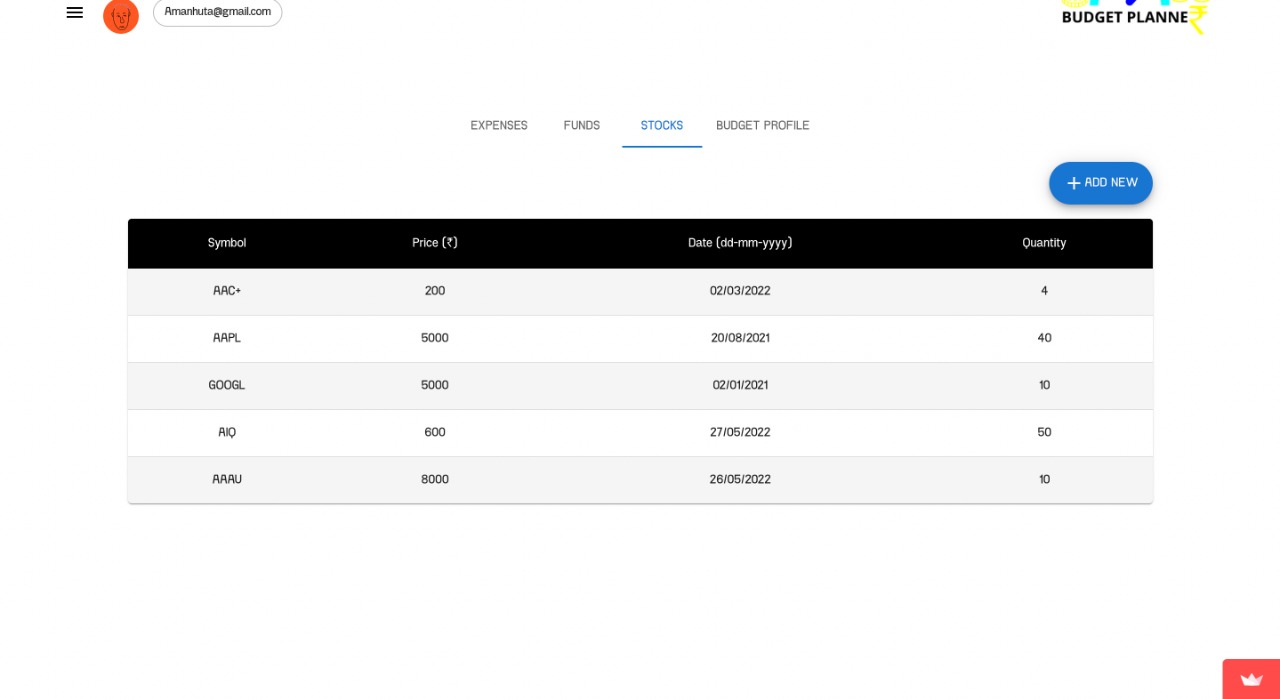 Amanhuta@gmail.com
BUDGET PLANNE₹
EXPENSES FUNDS STOCKS BUDGET PROFILE
+ ADD NEW
Symbol Price (₹) Date (dd-mm-yyyy) Quantity
AAC+ 200 02/03/2022 4
AAPL 5000 20/08/2021 40
GOOGL 5000 02/01/2021 10
AIQ 600 27/05/2022 50
AAAU 8000 26/05/2022 10